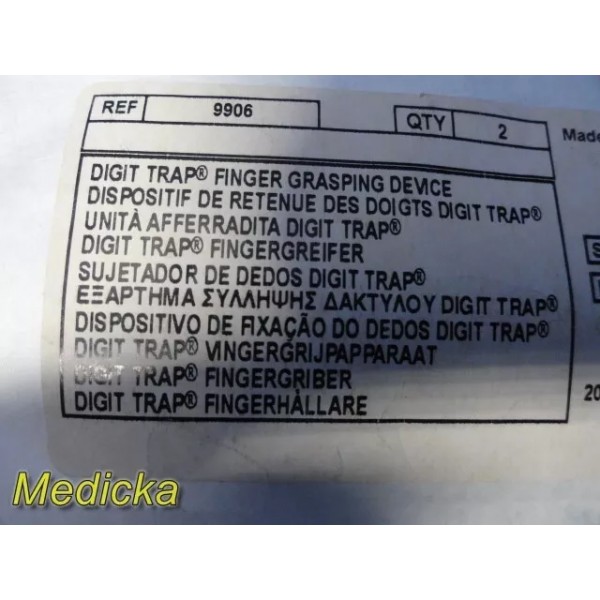 REF 9906 QTY 2
Made
DIGIT TRAP® FINGER GRASPING DEVICE
DISPOSITIF DE RETENUE DES DOIGTS DIGIT TRAP®
UNITÀ AFFERRADITA DIGIT TRAP®
DIGIT TRAP® FINGERGREIFER
SUJETADOR DE DEDOS DIGIT TRAP®
ΕΞΑΡΤΗΜΑ ΣΥΛΛΗΨΗΣ ΔΑΚΤΥΛΟΥ DIGIT TRAP®
DISPOSITIVO DE FIXAÇÃO DO DEDOS DIGIT TRAP®
DIGIT TRAP® VINGERGRIJPAPPARAAT
DIGIT TRAP® FINGERGRIBER
DIGIT TRAP® FINGERHÅLLARE
20
Medicka